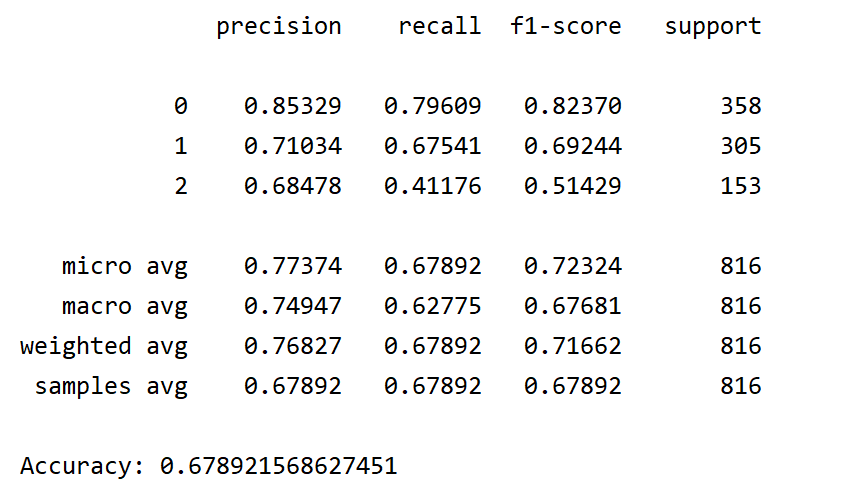 precision recall f1-score support
0 0.85329 0.79609 0.82370 358
1 0.71034 0.67541 0.69244 305
2 0.68478 0.41176 0.51429 153
micro avg 0.77374 0.67892 0.72324 816
macro avg 0.74947 0.62775 0.67681 816
weighted avg 0.76827 0.67892 0.71662 816
samples avg 0.67892 0.67892 0.67892 816
Accuracy: 0.678921568627451